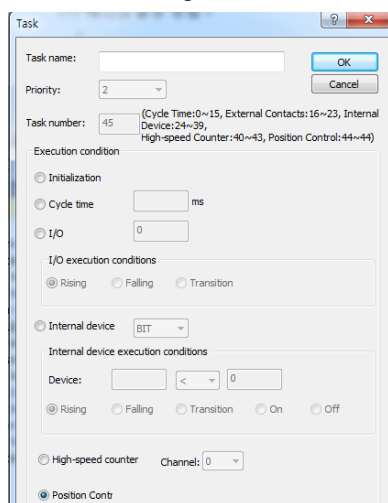 Task
Task name:
OK
Priority: 2
Cancel
Task number: 45 (Cycle Time:0~15, External Contacts:16~23, Internal
Device:24~39,
High-speed Counter:40~43, Position Control:44~44)
Execution condition
Initialization
Cycle time ms
I/O 0
I/O execution conditions
Rising Falling Transition
Internal device BIT
Internal device execution conditions
Device: < 0
Rising Falling Transition On Off
High-speed counter Channel: 0
Position Contr